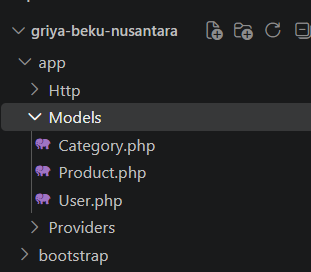 griya-beku-nusantara
app
Http
Models
Category.php
Product.php
User.php
Providers
bootstrap